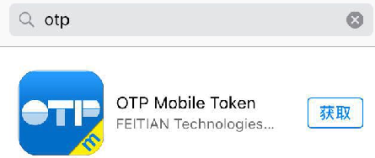 otp
OTP
m
OTP Mobile Token
获取
FEITIAN Technologies...